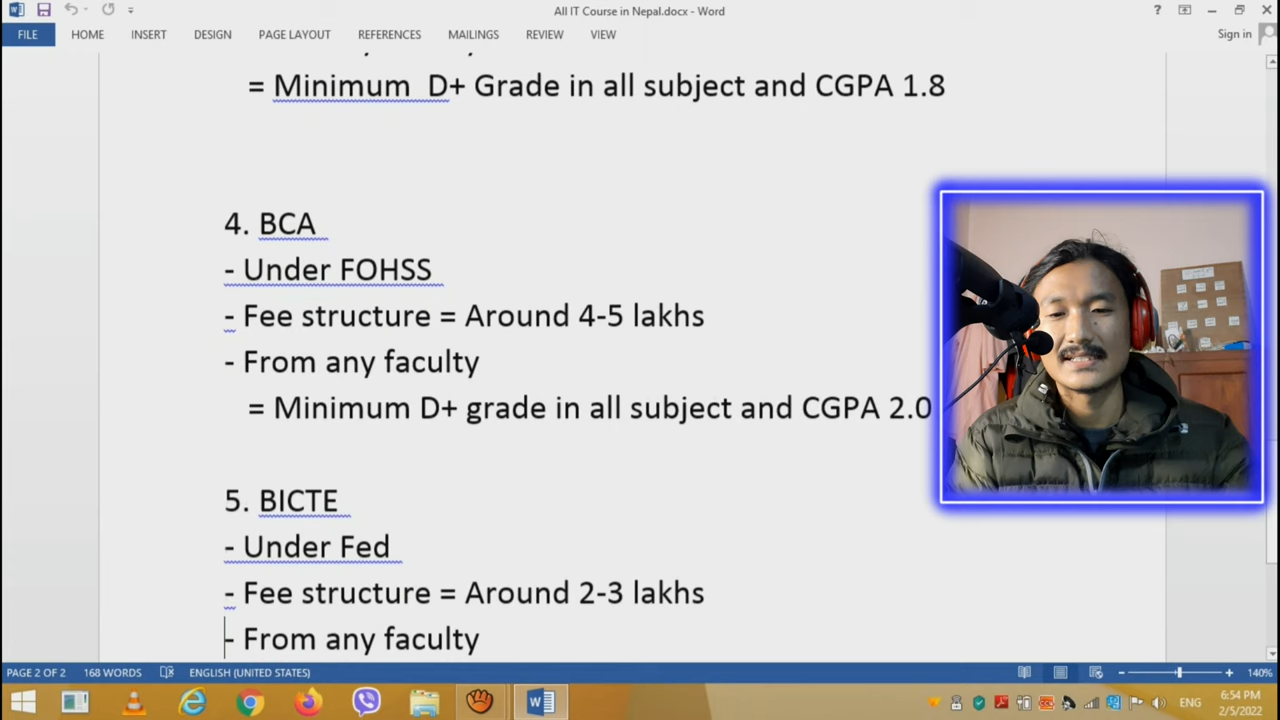 All IT Course in Nepal.docx - Word
?
FILE HOME INSERT DESIGN PAGE LAYOUT REFERENCES MAILINGS REVIEW VIEW Sign in
= Minimum D+ Grade in all subject and CGPA 1.8
4. BCA
- Under FOHSS
- Fee structure = Around 4-5 lakhs
- From any faculty
= Minimum D+ grade in all subject and CGPA 2.0
5. BICTE
- Under Fed
- Fee structure = Around 2-3 lakhs
- From any faculty
PAGE 2 OF 2 168 WORDS ENGLISH (UNITED STATES) 140%
ENG 6:54 PM
2/5/2022